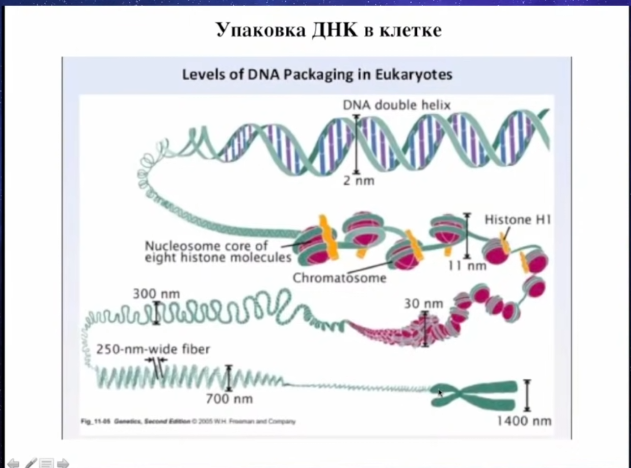 Упаковка ДНК в клетке
Levels of DNA Packaging in Eukaryotes
DNA double helix
2 nm
Nucleosome core of
eight histone molecules
Chromatosome
Histone H1
11 nm
300 nm
30 nm
250-nm-wide fiber
700 nm
1400 nm
Fig_11-05 Genetics, Second Edition © 2005 W.H. Freeman and Company